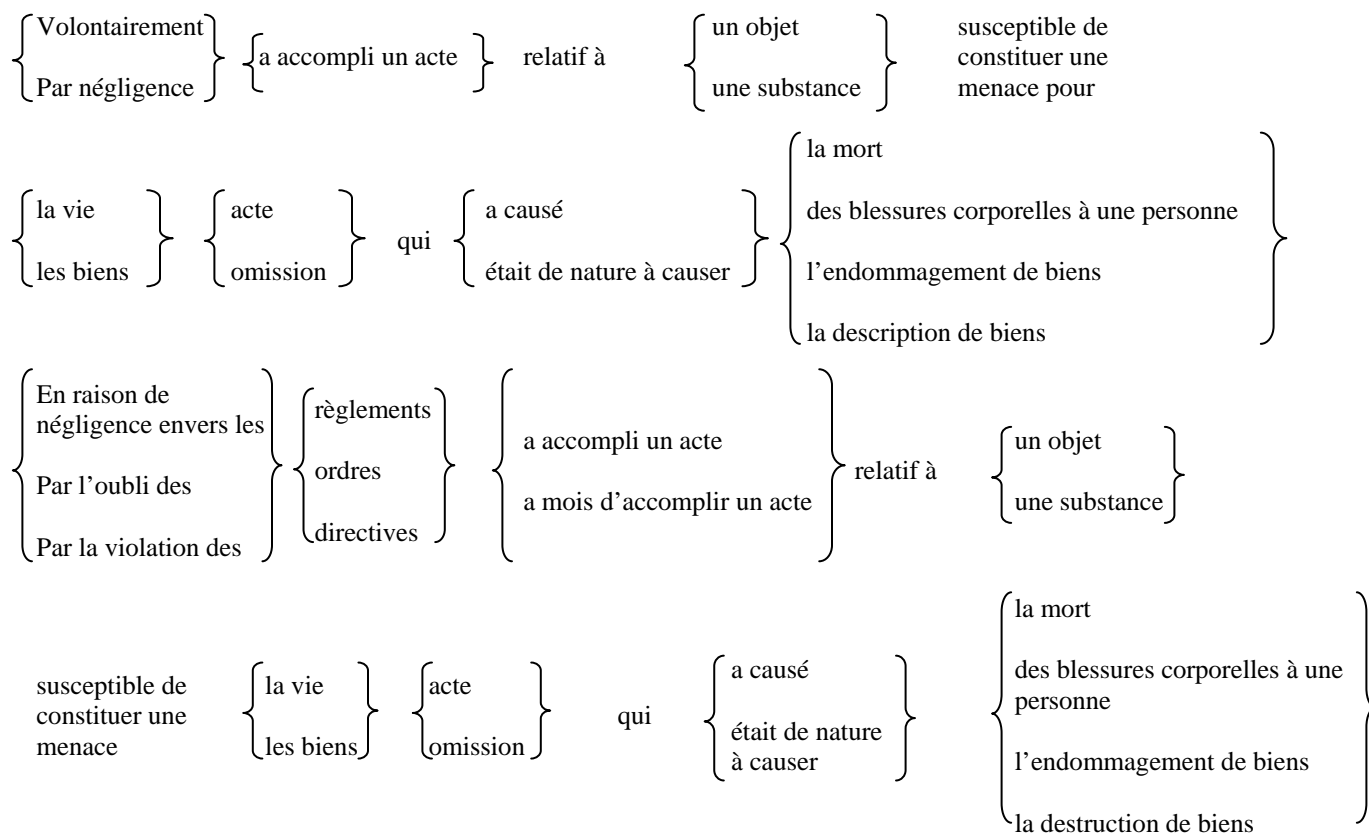 Volontairement
Par négligence
a accompli un acte
relatif à
un objet
une substance
susceptible de
constituer une
menace pour
la vie
les biens
acte
omission
qui
a causé
était de nature à causer
la mort
des blessures corporelles à une personne
l’endommagement de biens
la description de biens
En raison de
négligence envers les
Par l’oubli des
Par la violation des
règlements
ordres
directives
a accompli un acte
a mois d’accomplir un acte
relatif à
un objet
une substance
susceptible de
constituer une
menace
la vie
les biens
acte
omission
qui
a causé
était de nature
à causer
la mort
des blessures corporelles à une
personne
l’endommagement de biens
la destruction de biens